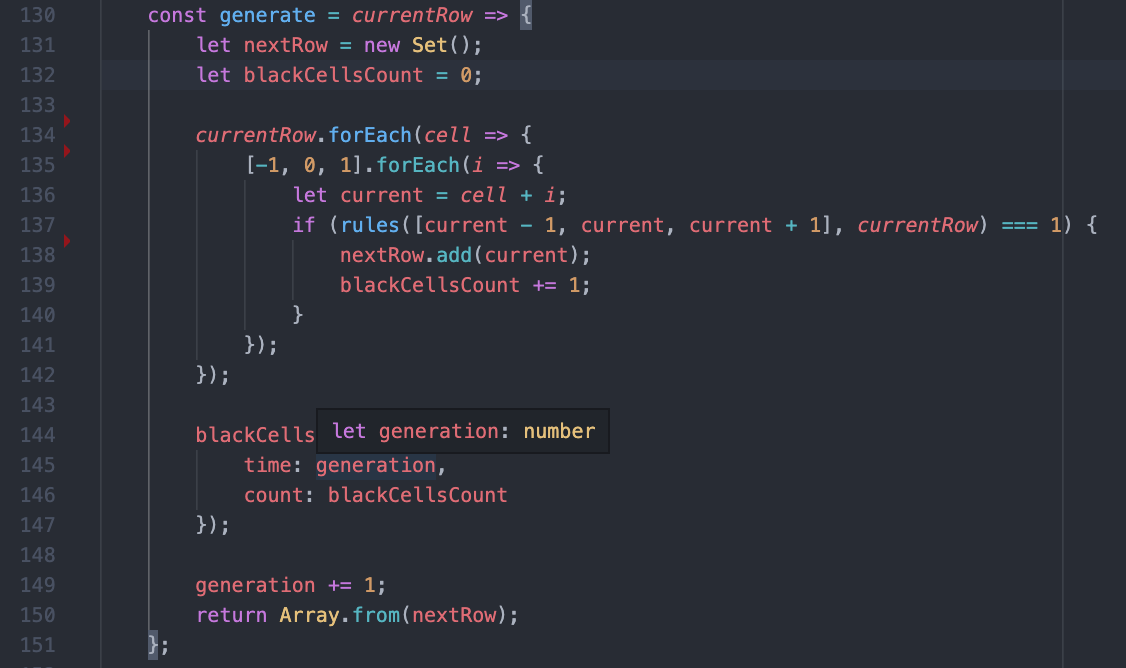 130 const generate = currentRow => {
131 let nextRow = new Set();
132 let blackCellsCount = 0;
133
134 currentRow.forEach(cell => {
135 [-1, 0, 1].forEach(i => {
136 let current = cell + i;
137 if (rules([current - 1, current, current + 1], currentRow) === 1) {
138 nextRow.add(current);
139 blackCellsCount += 1;
140 }
141 });
142 });
143
144 blackCells let generation: number
145 time: generation,
146 count: blackCellsCount
147 });
148
149 generation += 1;
150 return Array.from(nextRow);
151 };